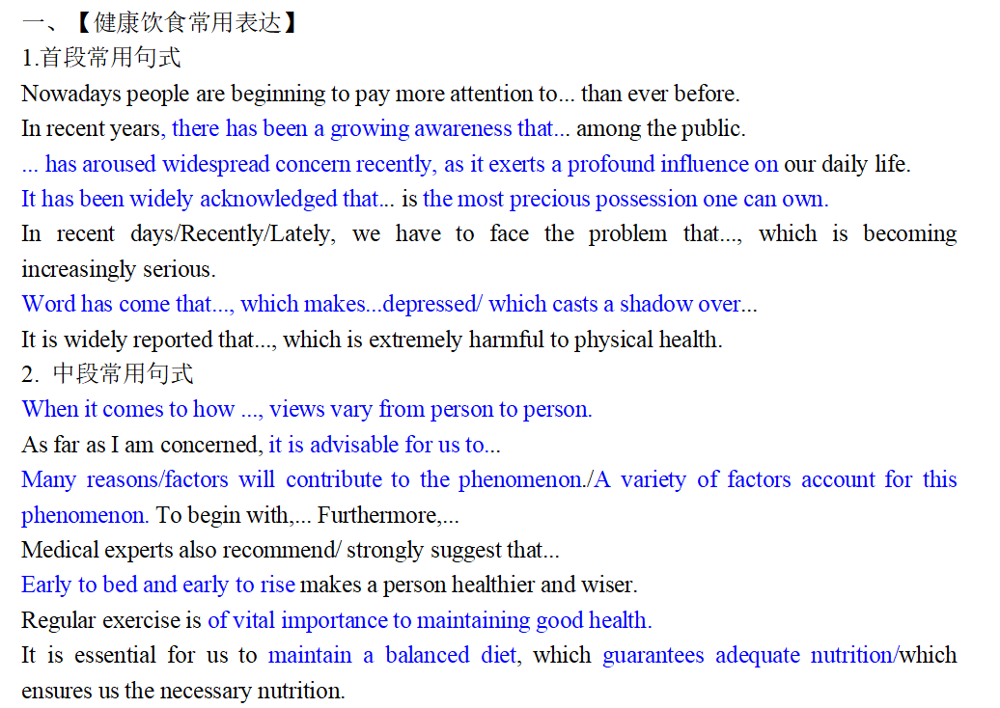 一、【健康饮食常用表达】
1.首段常用句式
Nowadays people are beginning to pay more attention to... than ever before.
In recent years, there has been a growing awareness that... among the public.
... has aroused widespread concern recently, as it exerts a profound influence on our daily life.
It has been widely acknowledged that... is the most precious possession one can own.
In recent days/Recently/Lately, we have to face the problem that..., which is becoming
increasingly serious.
Word has come that..., which makes...depressed/ which casts a shadow over...
It is widely reported that..., which is extremely harmful to physical health.
2. 中段常用句式
When it comes to how ..., views vary from person to person.
As far as I am concerned, it is advisable for us to...
Many reasons/factors will contribute to the phenomenon./A variety of factors account for this
phenomenon. To begin with,... Furthermore,...
Medical experts also recommend/ strongly suggest that...
Early to bed and early to rise makes a person healthier and wiser.
Regular exercise is of vital importance to maintaining good health.
It is essential for us to maintain a balanced diet, which guarantees adequate nutrition/which
ensures us the necessary nutrition.